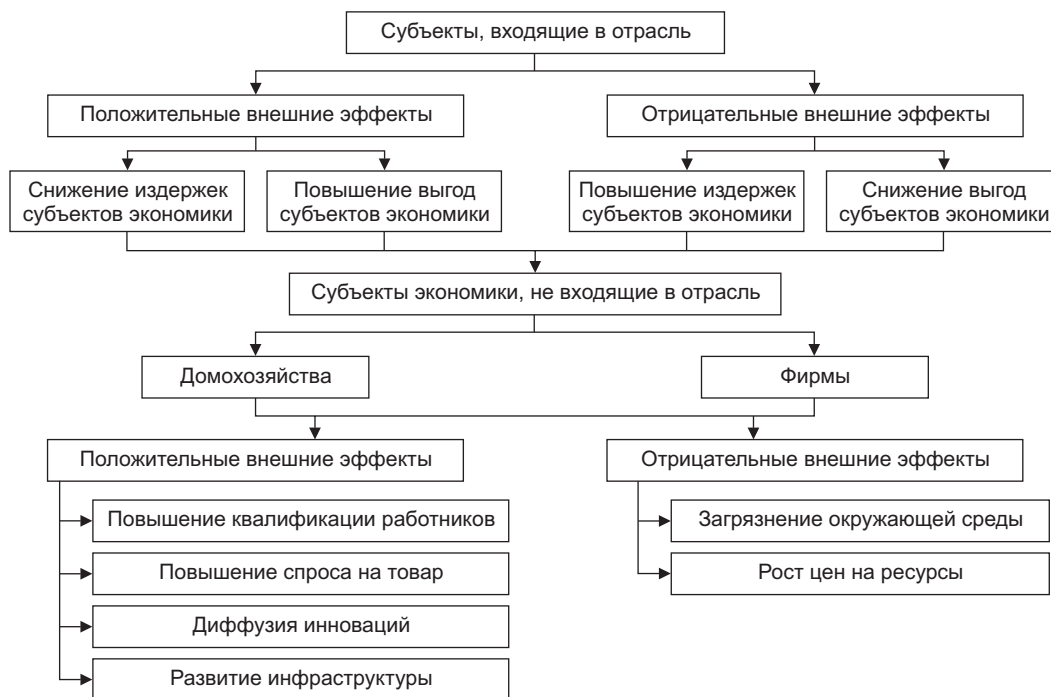 Субъекты, входящие в отрасль
Положительные внешние эффекты
Отрицательные внешние эффекты
Снижение издержек
субъектов экономики
Повышение выгод
субъектов экономики
Повышение издержек
субъектов экономики
Снижение выгод
субъектов экономики
Субъекты экономики, не входящие в отрасль
Домохозяйства
Фирмы
Положительные внешние эффекты
Отрицательные внешние эффекты
Повышение квалификации работников
Загрязнение окружающей среды
Повышение спроса на товар
Рост цен на ресурсы
Диффузия инноваций
Развитие инфраструктуры